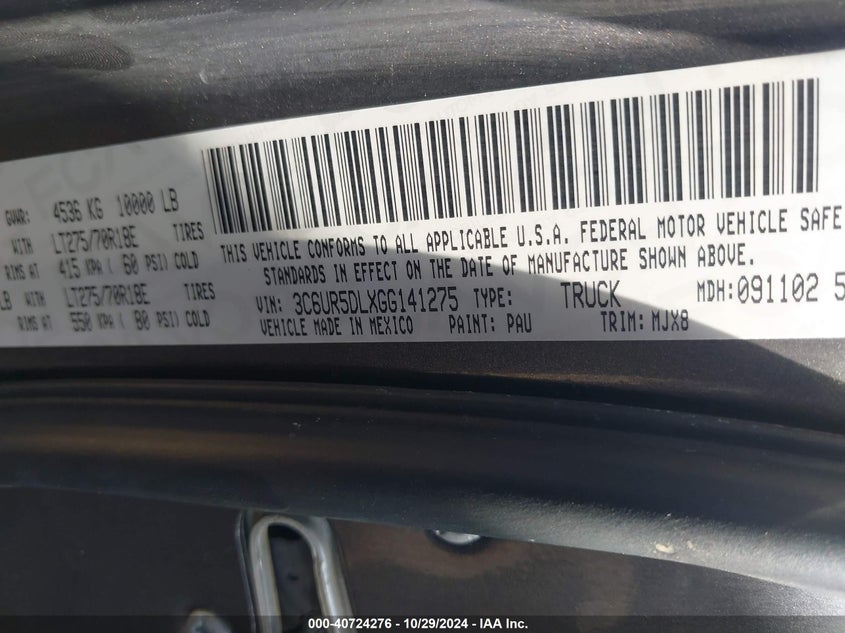 GVWR: 4536 KG 10000 LB
WITH LT275/70R18E TIRES
RIMS AT 415 KPA ( 60 PSI) COLD
LB WITH LT275/70R18E TIRES
RIMS AT 550 KPA ( 80 PSI) COLD
THIS VEHICLE CONFORMS TO ALL APPLICABLE U.S.A. FEDERAL MOTOR VEHICLE SAFE
STANDARDS IN EFFECT ON THE DATE OF MANUFACTURE SHOWN ABOVE.
VIN: 3C6UR5DLXGG141275 TYPE: TRUCK MDH: 091102 5
VEHICLE MADE IN MEXICO PAINT: PAU TRIM: MJX8
000-40724276 - 10/29/2024 - IAA Inc.